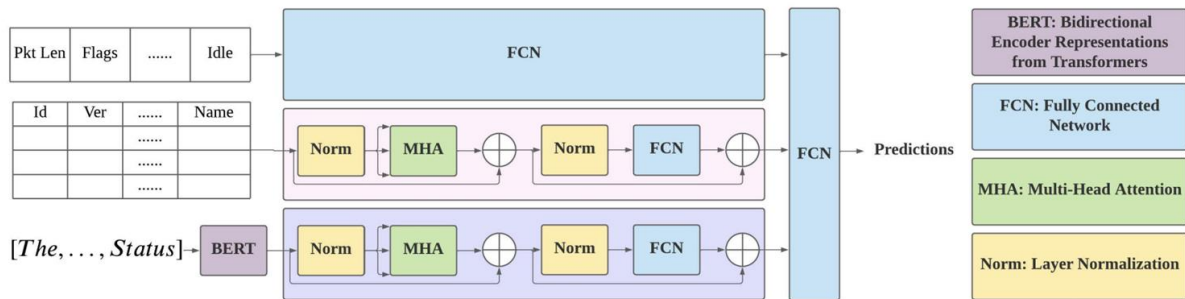 Pkt Len Flags ...... Idle
FCN
Id Ver ...... Name
......
......
......
Norm MHA Norm FCN
[The, . . . , Status] BERT
Norm MHA Norm FCN
FCN
Predictions
BERT: Bidirectional
Encoder Representations
from Transformers
FCN: Fully Connected
Network
MHA: Multi-Head Attention
Norm: Layer Normalization